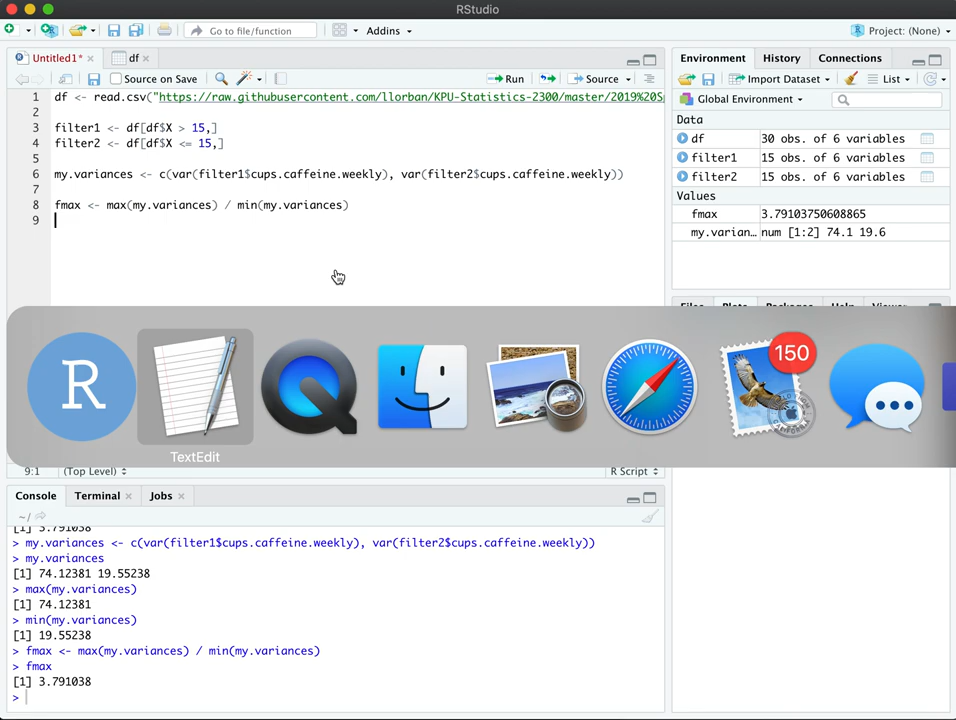 RStudio
Go to file/function
Addins
Project: (None)
Untitled1*
df
Source on Save
Run
Source
1 df <- read.csv("https://raw.githubusercontent.com/llorban/KPU-Statistics-2300/master/2019%20S
2
3 filter1 <- df[df$X > 15,]
4 filter2 <- df[df$X <= 15,]
5
6 my.variances <- c(var(filter1$cups.caffeine.weekly), var(filter2$cups.caffeine.weekly))
7
8 fmax <- max(my.variances) / min(my.variances)
9
Environment History Connections
Import Dataset List
Global Environment
Data
df 30 obs. of 6 variables
filter1 15 obs. of 6 variables
filter2 15 obs. of 6 variables
Values
fmax 3.79103750608865
my.varian… num [1:2] 74.1 19.6
R
150
TextEdit
9:1 (Top Level) R Script
Console Terminal Jobs
~/
[1] 3.791038
> my.variances <- c(var(filter1$cups.caffeine.weekly), var(filter2$cups.caffeine.weekly))
> my.variances
[1] 74.12381 19.55238
> max(my.variances)
[1] 74.12381
> min(my.variances)
[1] 19.55238
> fmax <- max(my.variances) / min(my.variances)
> fmax
[1] 3.791038
>